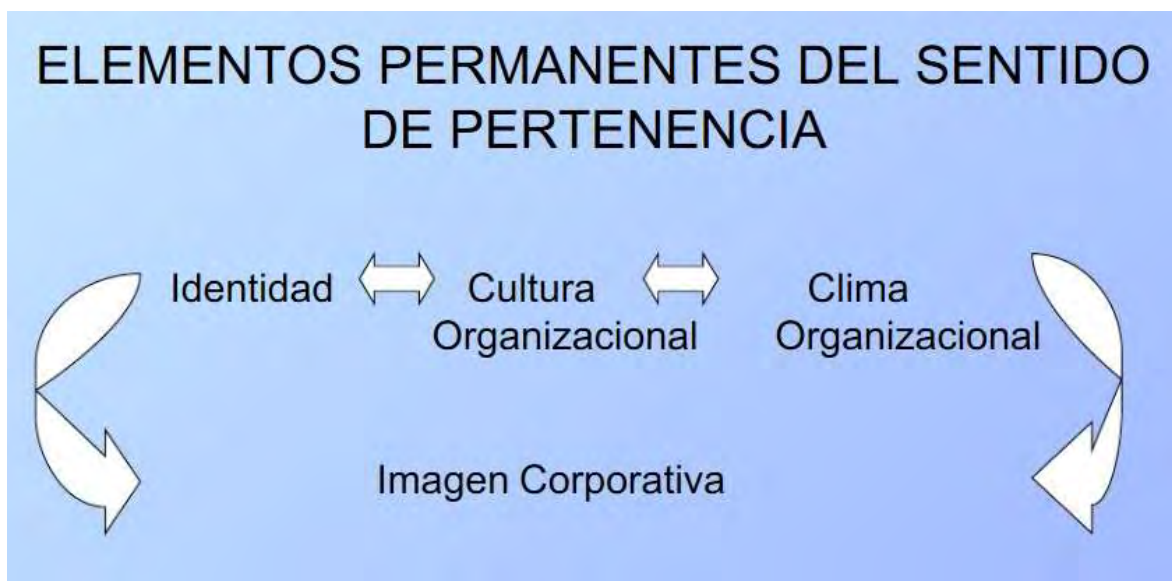 ELEMENTOS PERMANENTES DEL SENTIDO
DE PERTENENCIA
Identidad Cultura Clima
Organizacional Organizacional
Imagen Corporativa